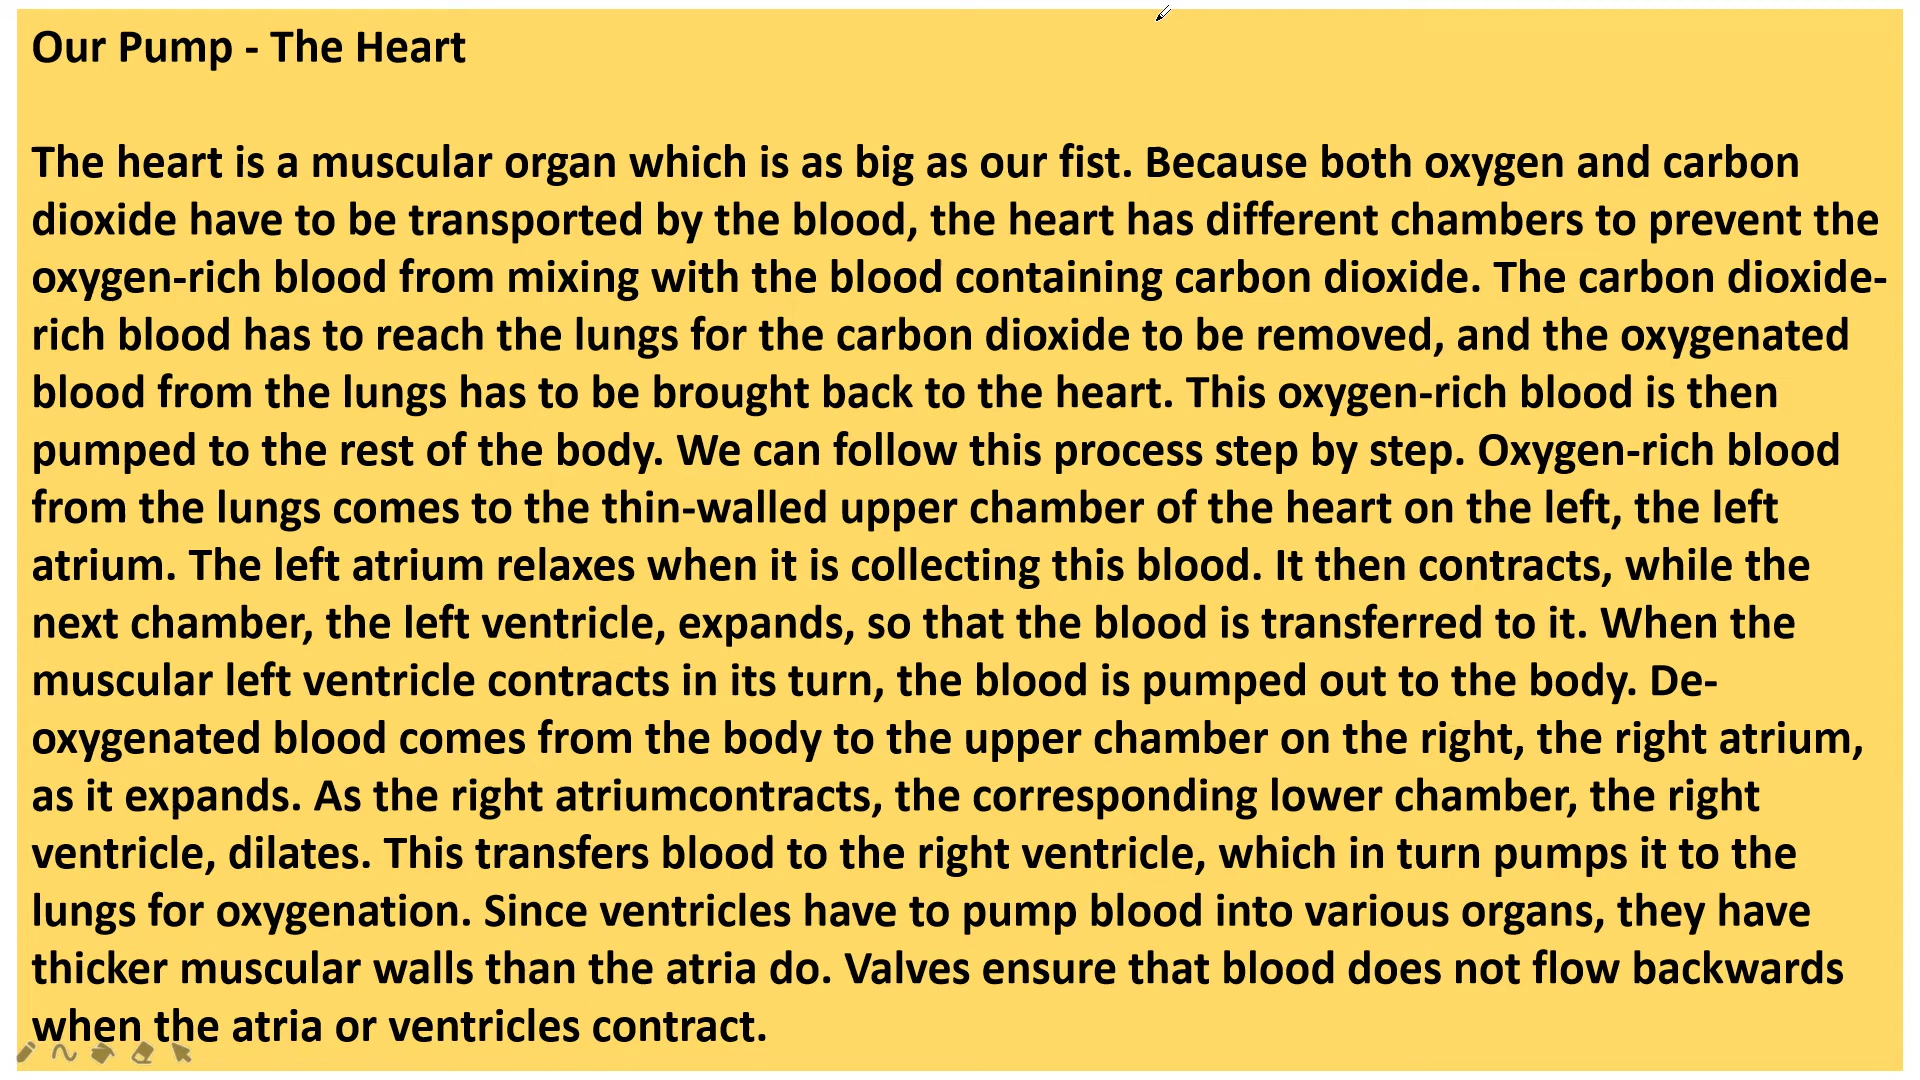 Our Pump - The Heart
The heart is a muscular organ which is as big as our fist. Because both oxygen and carbon
dioxide have to be transported by the blood, the heart has different chambers to prevent the
oxygen-rich blood from mixing with the blood containing carbon dioxide. The carbon dioxide-
rich blood has to reach the lungs for the carbon dioxide to be removed, and the oxygenated
blood from the lungs has to be brought back to the heart. This oxygen-rich blood is then
pumped to the rest of the body. We can follow this process step by step. Oxygen-rich blood
from the lungs comes to the thin-walled upper chamber of the heart on the left, the left
atrium. The left atrium relaxes when it is collecting this blood. It then contracts, while the
next chamber, the left ventricle, expands, so that the blood is transferred to it. When the
muscular left ventricle contracts in its turn, the blood is pumped out to the body. De-
oxygenated blood comes from the body to the upper chamber on the right, the right atrium,
as it expands. As the right atriumcontracts, the corresponding lower chamber, the right
ventricle, dilates. This transfers blood to the right ventricle, which in turn pumps it to the
lungs for oxygenation. Since ventricles have to pump blood into various organs, they have
thicker muscular walls than the atria do. Valves ensure that blood does not flow backwards
when the atria or ventricles contract.